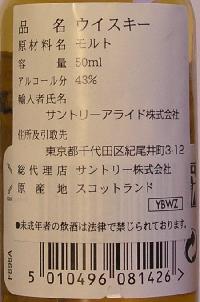 品名 ウイスキー
原材料名 モルト
容量 50ml
アルコール分 43%
輸入者氏名
サントリーアライド株式会社
住所及引取先
東京都千代田区紀尾井町3-12
総代理店 サントリー株式会社
原産地 スコットランド
YBWZ
●未成年者の飲酒は法律で禁じられております。
5 010496 081426